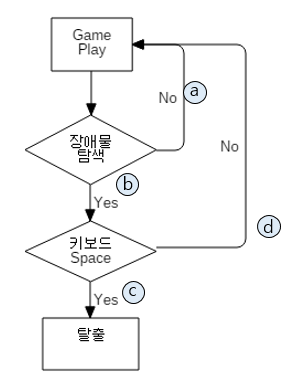 Game
Play
No
ⓐ
장애물
탐색
No
ⓑ
Yes
ⓓ
키보드
Space
ⓒ
Yes
탈출